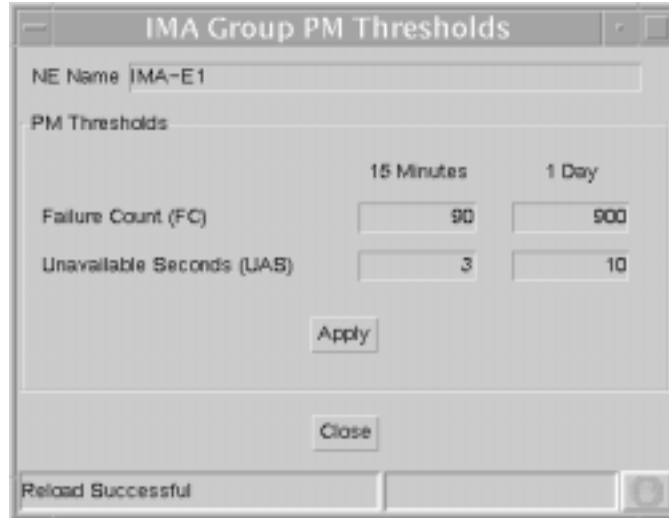 IMA Group PM Thresholds
NE Name IMA-E1
PM Thresholds
15 Minutes 1 Day
Failure Count (FC) 90 900
Unavailable Seconds (UAS) 3 10
Apply
Close
Reload Successful